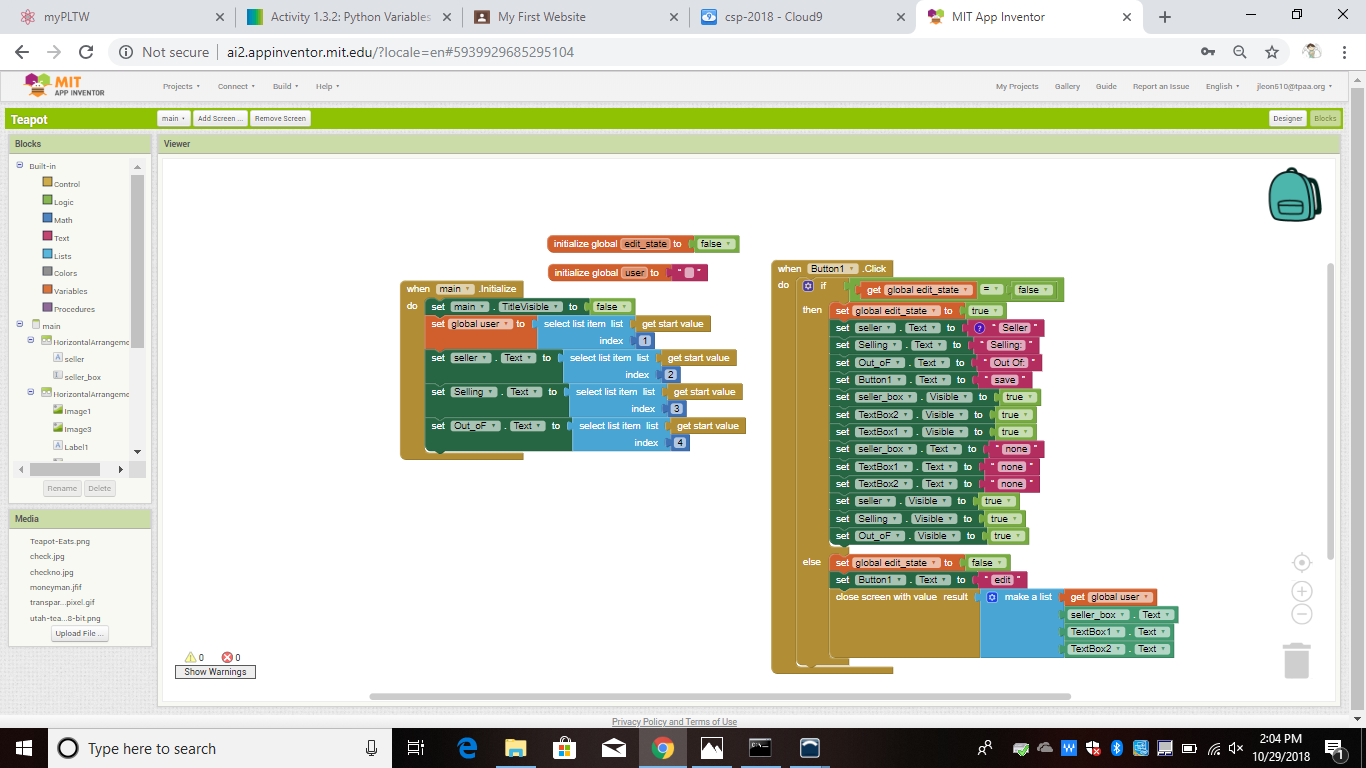 myPLTW
Activity 1.3.2: Python Variables
My First Website
csp-2018 - Cloud9
MIT App Inventor
Not secure
ai2.appinventor.mit.edu/?locale=en#5939929685295104
MIT
APP INVENTOR
Projects
Connect
Build
Help
My Projects
Gallery
Guide
Report an Issue
English
jleon510@tpaa.org
Teapot
main
Add Screen ...
Remove Screen
Designer
Blocks
Blocks
Built-in
Control
Logic
Math
Text
Lists
Colors
Variables
Procedures
main
HorizontalArrangeme
seller
seller_box
HorizontalArrangeme
Image1
Image3
Label1
Rename
Delete
Media
Teapot-Eats.png
check.jpg
checkno.jpg
moneyman.jfif
transpar...pixel.gif
utah-tea...8-bit.png
Upload File ...
Viewer
initialize global edit_state to false
initialize global user to " "
when main .Initialize
do set main . TitleVisible to false
set global user to select list item list get start value
index 1
set seller . Text to select list item list get start value
index 2
set Selling . Text to select list item list get start value
index 3
set Out_oF . Text to select list item list get start value
index 4
when Button1 .Click
do if get global edit_state = false
then set global edit_state to true
set seller . Text to ? " Seller "
set Selling . Text to " Selling: "
set Out_oF . Text to " Out Of: "
set Button1 . Text to " save "
set seller_box . Visible to true
set TextBox2 . Visible to true
set TextBox1 . Visible to true
set seller_box . Text to " none "
set TextBox1 . Text to " none "
set TextBox2 . Text to " none "
set seller . Visible to true
set Selling . Visible to true
set Out_oF . Visible to true
else set global edit_state to false
set Button1 . Text to " edit "
close screen with value result make a list get global user
seller_box . Text
TextBox1 . Text
TextBox2 . Text
0 0
Show Warnings
Privacy Policy and Terms of Use
Type here to search
2:04 PM
10/29/2018
1